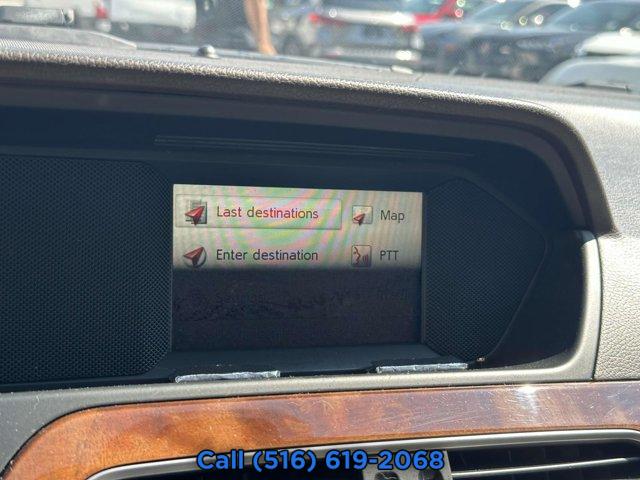 Last destinations Map
Enter destination PTT
Call (516) 619-2068